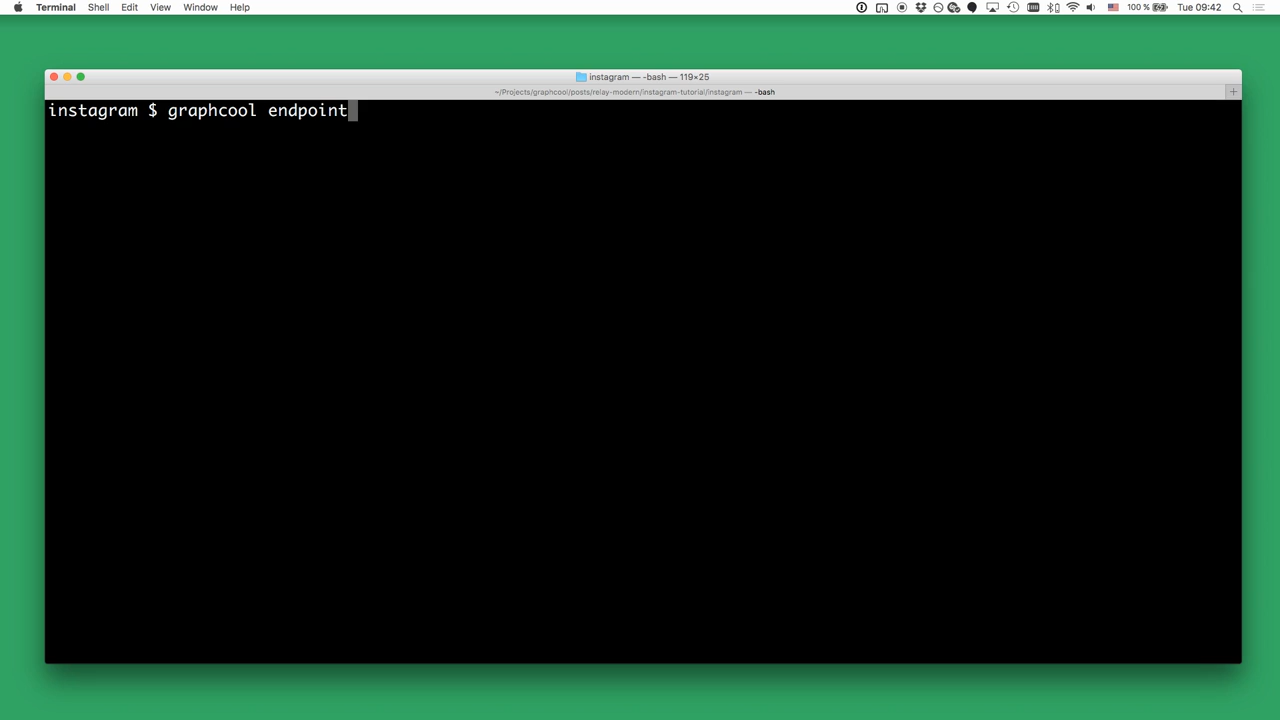 Terminal Shell Edit View Window Help 100 % Tue 09:42
instagram — -bash — 119×25
~/Projects/graphcool/posts/relay-modern/instagram-tutorial/instagram — -bash +
instagram $ graphcool endpoint